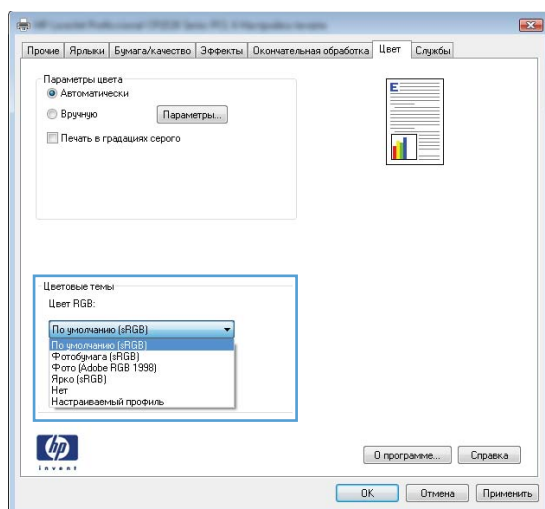 Прочие Ярлыки Бумага/качество Эффекты Окончательная обработка Цвет Службы
Параметры цвета
Автоматически
Вручную
Параметры...
Печать в градациях серого
E
Цветовые темы
Цвет RGB:
По умолчанию (sRGB)
По умолчанию (sRGB)
Фотобумага (sRGB)
Фото (Adobe RGB 1998)
Ярко (sRGB)
Нет
Настраиваемый профиль
hp
invent
О программе... Справка
OK Отмена Применить